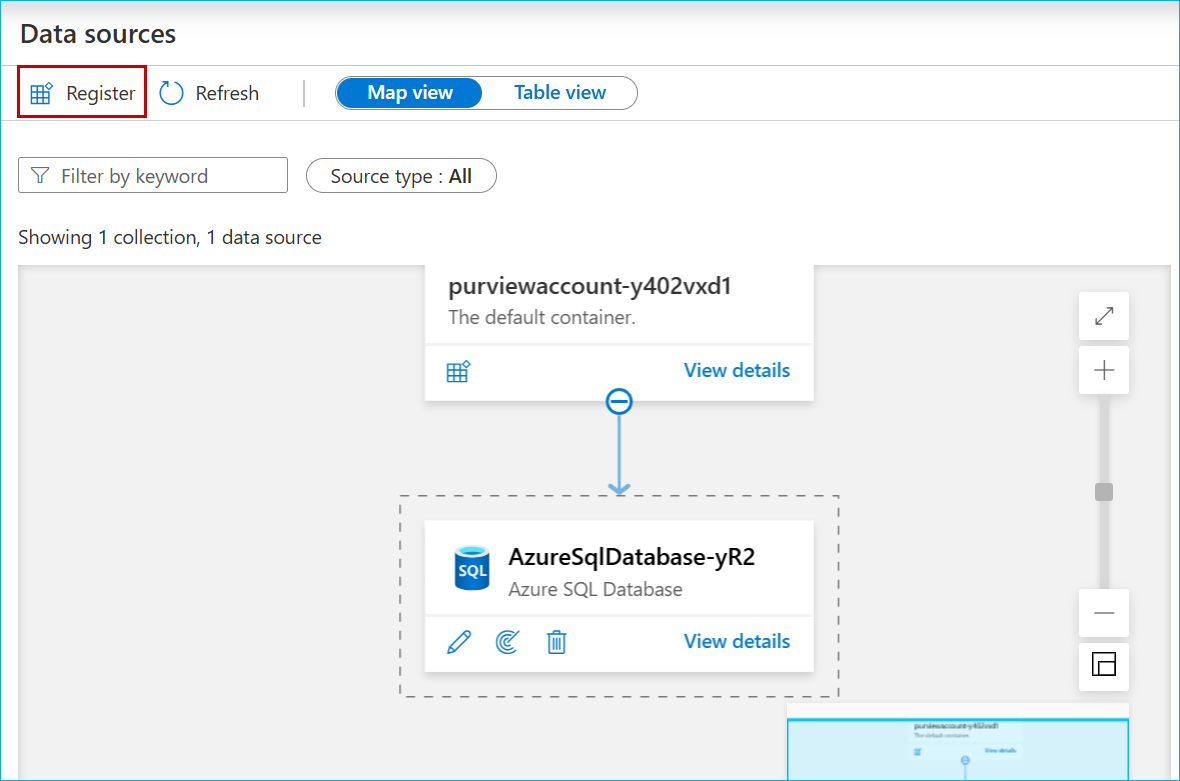 Data sources
Register
Refresh
Map view
Table view
Filter by keyword
Source type : All
Showing 1 collection, 1 data source
purviewaccount-y402vxd1
The default container.
View details
SQL
AzureSqlDatabase-yR2
Azure SQL Database
View details
purviewaccount-y402vxd1
The default container.
View details